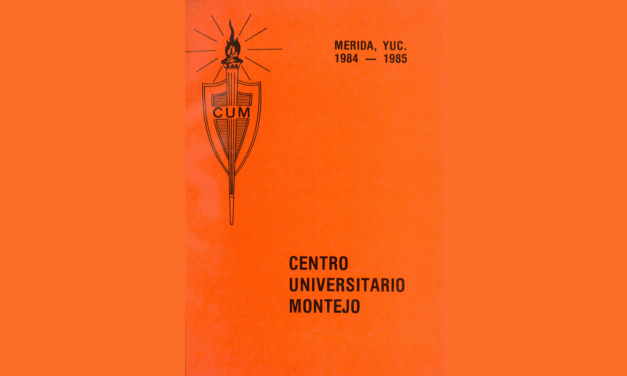 MERIDA, YUC.
1984 — 1985
CUM
CENTRO
UNIVERSITARIO
MONTEJO